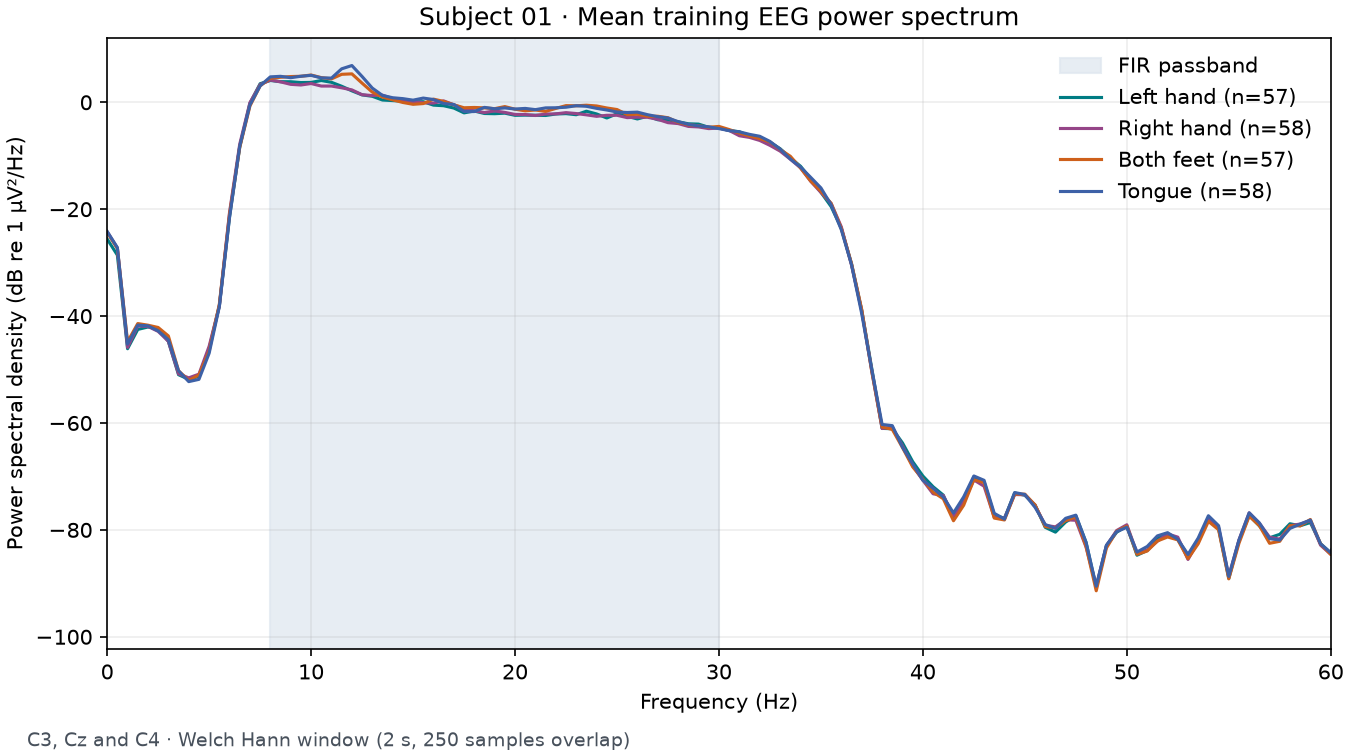 Subject 01 · Mean training EEG power spectrum
Power spectral density (dB re 1 µV²/Hz)
0
−20
−40
−60
−80
−100
FIR passband
Left hand (n=57)
Right hand (n=58)
Both feet (n=57)
Tongue (n=58)
0 10 20 30 40 50 60
Frequency (Hz)
C3, Cz and C4 · Welch Hann window (2 s, 250 samples overlap)